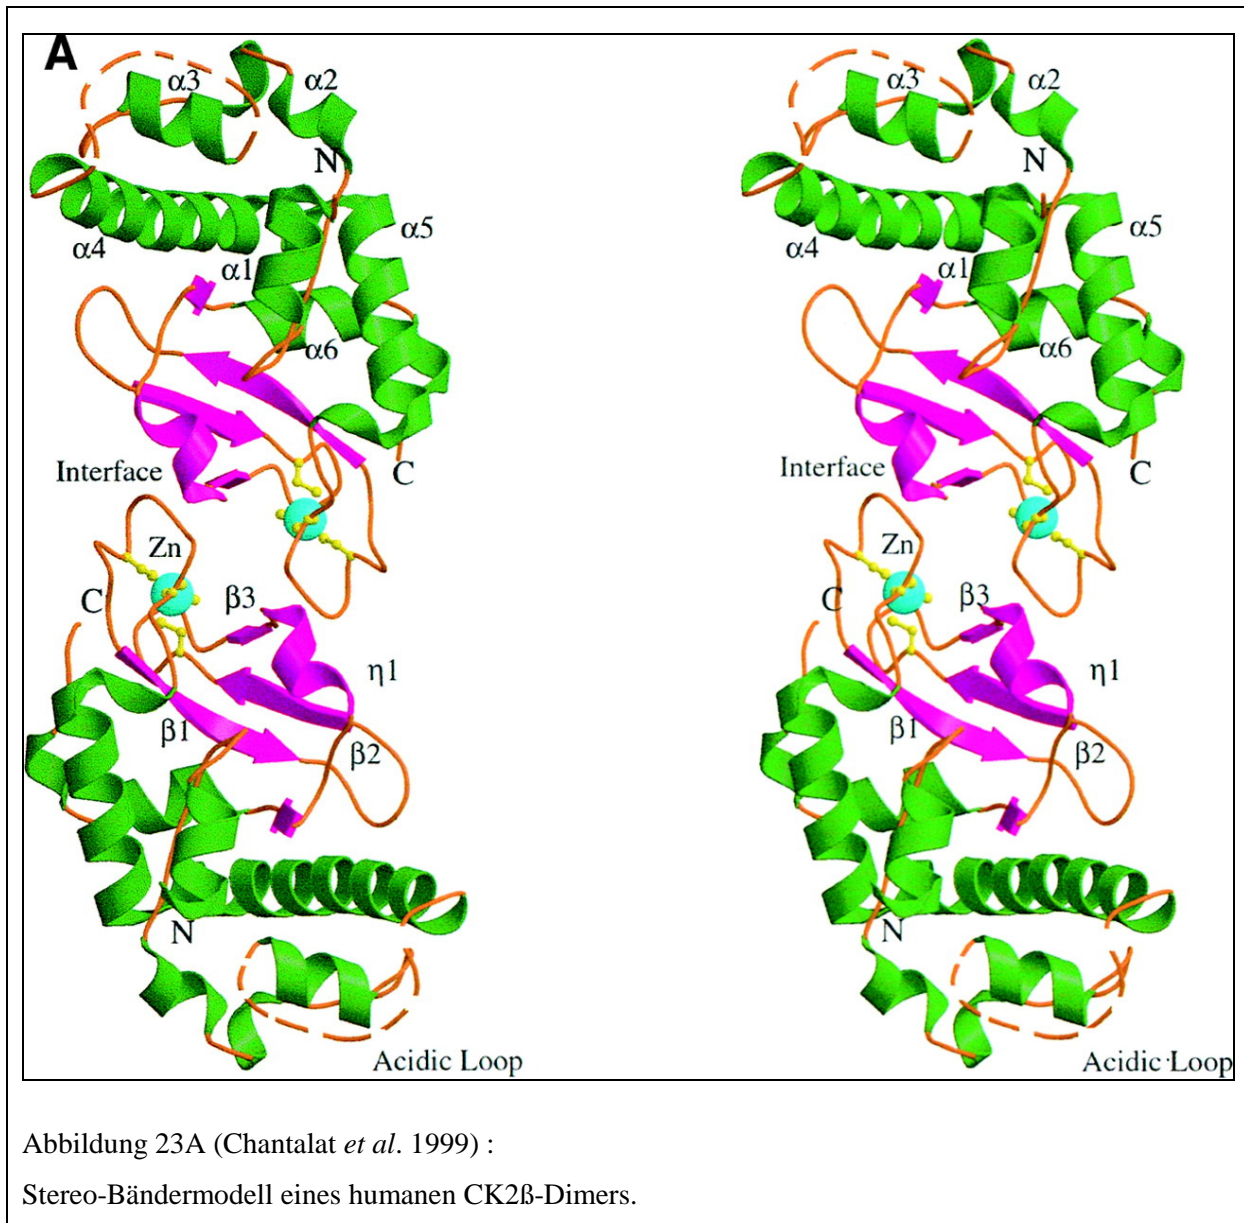 A
α3 α2 α3 α2
N N
α4 α5 α4 α5
α1 α1
α6 α6
Interface C Interface C
Zn Zn
C β3 C β3
η1 η1
β1 β2 β1 β2
N N
Acidic Loop Acidic Loop
Abbildung 23A (Chantalat et al. 1999) :
Stereo-Bändermodell eines humanen CK2ß-Dimers.